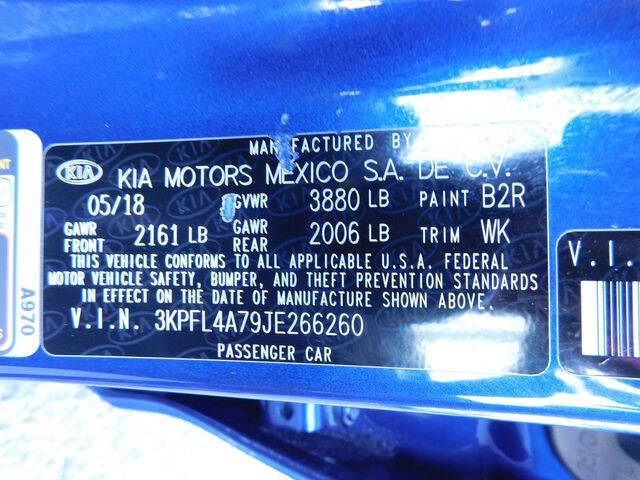 MANUFACTURED BY
KIA KIA MOTORS MEXICO S.A. DE C.V.
05/18 GVWR 3880 LB PAINT B2R
GAWR FRONT 2161 LB GAWR REAR 2006 LB TRIM WK
THIS VEHICLE CONFORMS TO ALL APPLICABLE U.S.A. FEDERAL
MOTOR VEHICLE SAFETY, BUMPER, AND THEFT PREVENTION STANDARDS
IN EFFECT ON THE DATE OF MANUFACTURE SHOWN ABOVE.
V.I.N. 3KPFL4A79JE266260
PASSENGER CAR
A970
V.I.